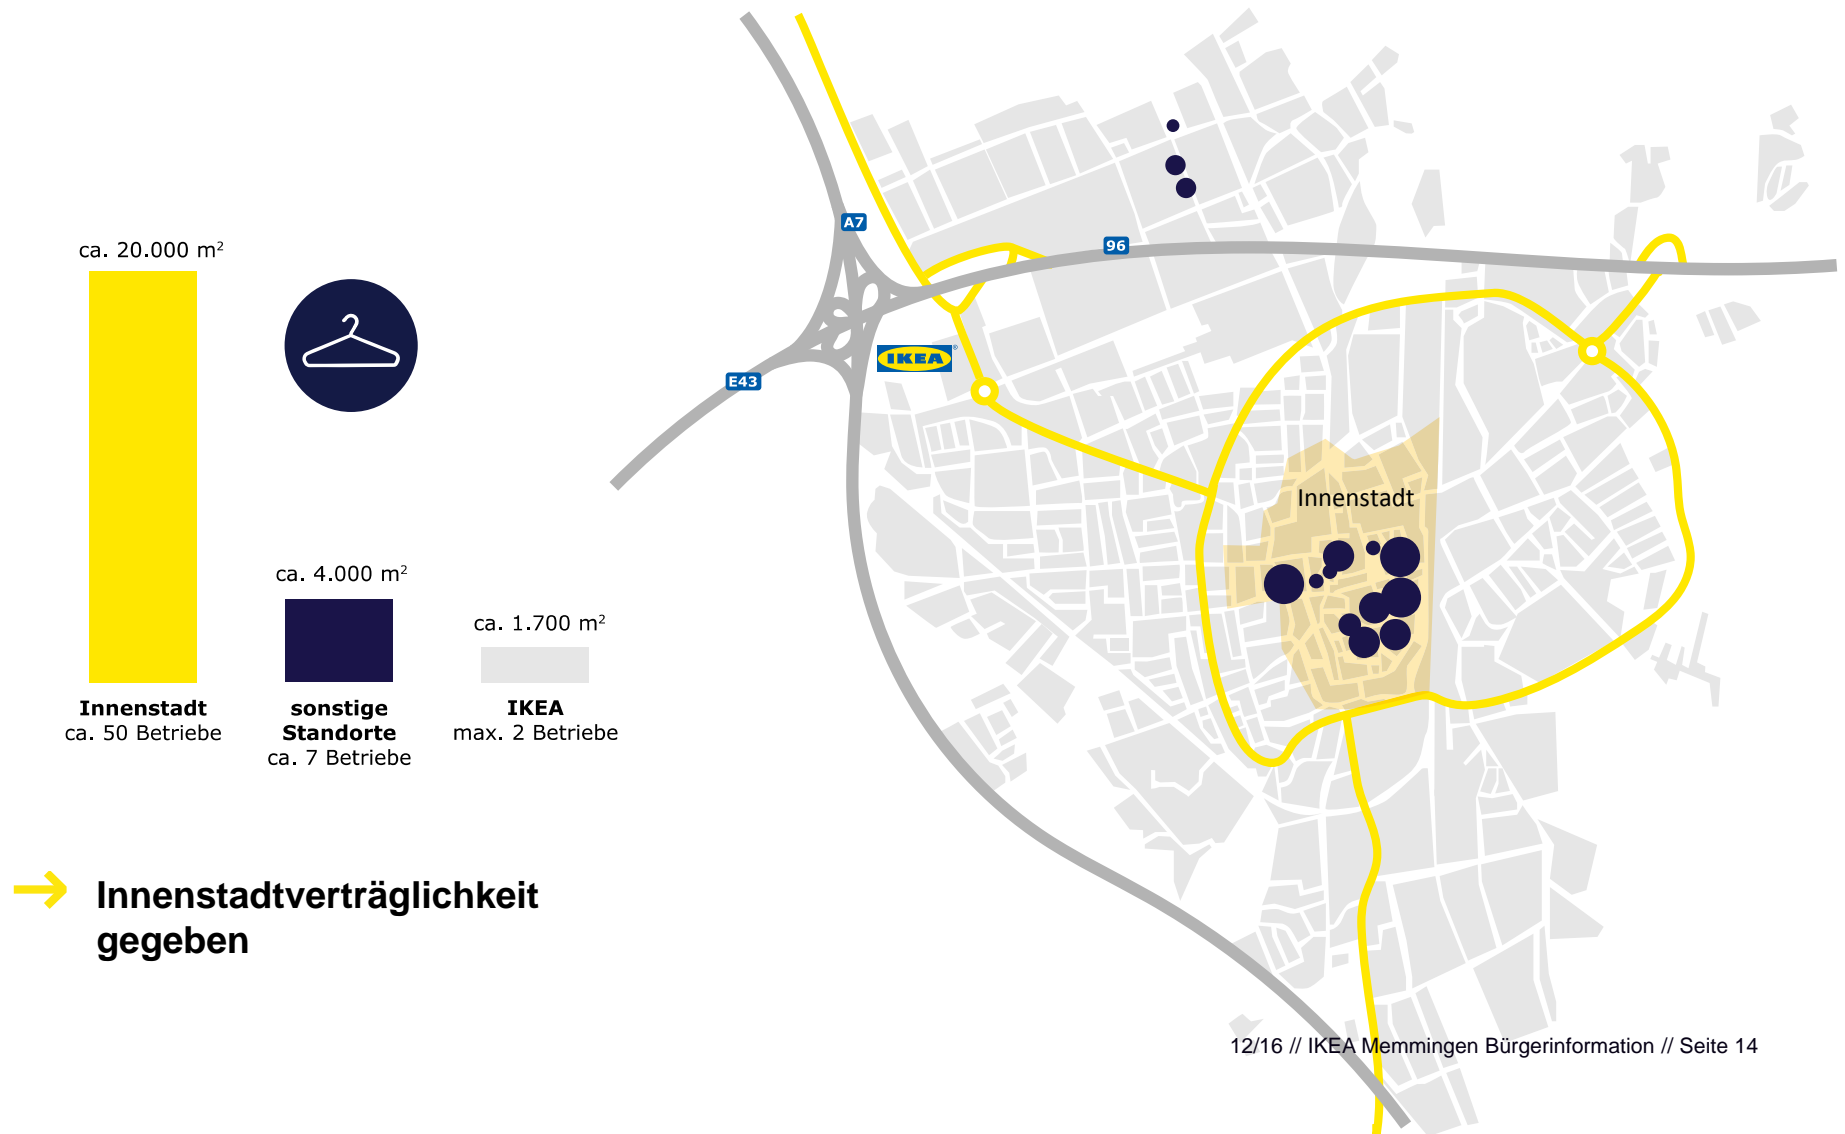 ca. 20.000 m²
ca. 4.000 m²
ca. 1.700 m²
Innenstadt
ca. 50 Betriebe
sonstige
Standorte
ca. 7 Betriebe
IKEA
max. 2 Betriebe
→ Innenstadtverträglichkeit
gegeben
A7
96
E43
IKEA®
Innenstadt
12/16 // IKEA Memmingen Bürgerinformation // Seite 14